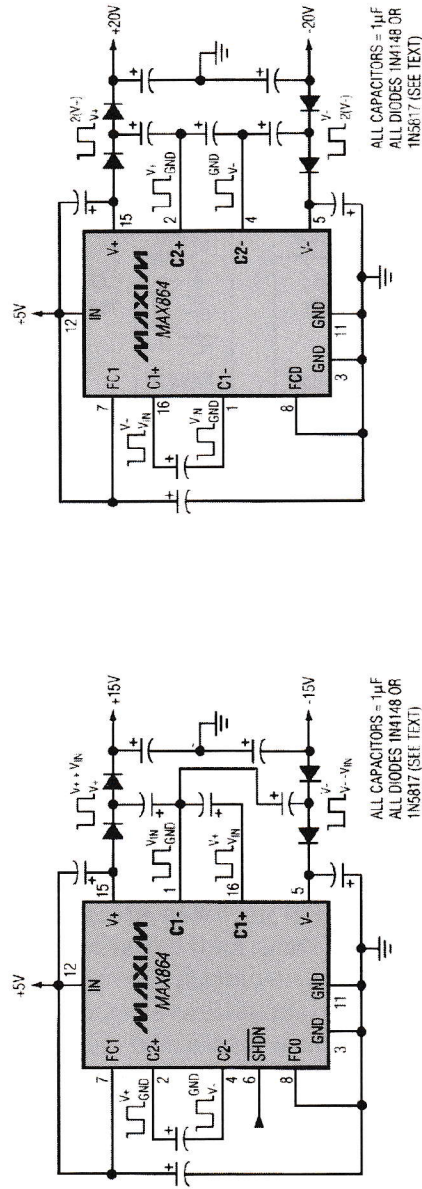 +5V
+15V
V++VIN
V+
12
7
15
FC1
IN
V+
MAXIM
MAX864
V+
GND
2
C2+
C1-
1
VIN
GND
GND
V-
4
C2-
C1+
16
V+
VIN
6
SHDN
8
FC0
V-
5
V-
V--VIN
-15V
GND
GND
3
11
ALL CAPACITORS = 1µF
ALL DIODES 1N4148 OR
1N5817 (SEE TEXT)
+5V
+20V
2(V-)
V+
12
7
15
FC1
IN
V+
MAXIM
MAX864
V-
VIN
16
C1+
C2+
2
V+
GND
VIN
GND
1
C1-
C2-
4
GND
V-
8
FCD
V-
5
V-
2(V-)
-20V
GND
GND
3
11
ALL CAPACITORS = 1µF
ALL DIODES 1N4148 OR
1N5817 (SEE TEXT)